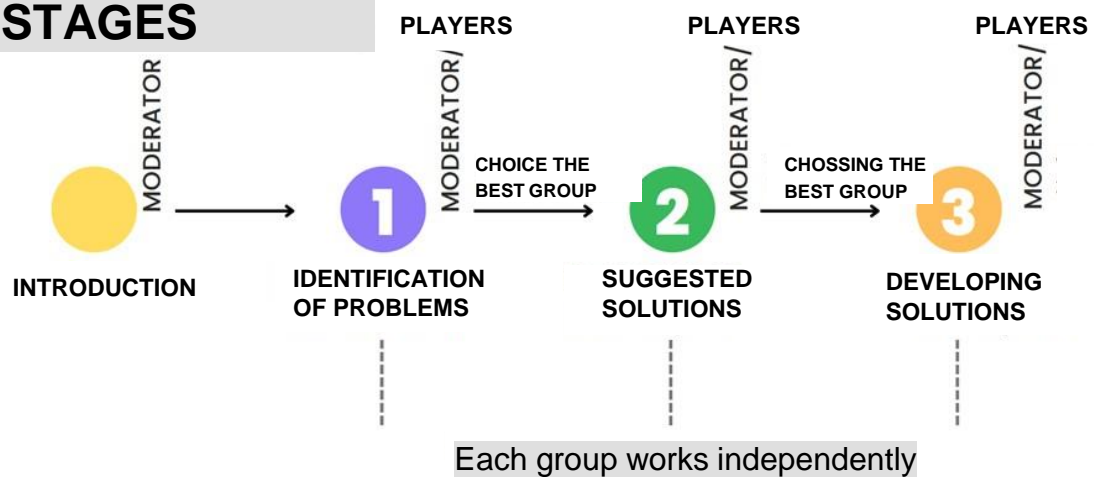 STAGES
PLAYERS
PLAYERS
PLAYERS
MODERATOR
MODERATOR/
MODERATOR/
MODERATOR/
CHOICE THE
BEST GROUP
CHOSSING THE
BEST GROUP
1
2
3
INTRODUCTION
IDENTIFICATION
OF PROBLEMS
SUGGESTED
SOLUTIONS
DEVELOPING
SOLUTIONS
Each group works independently